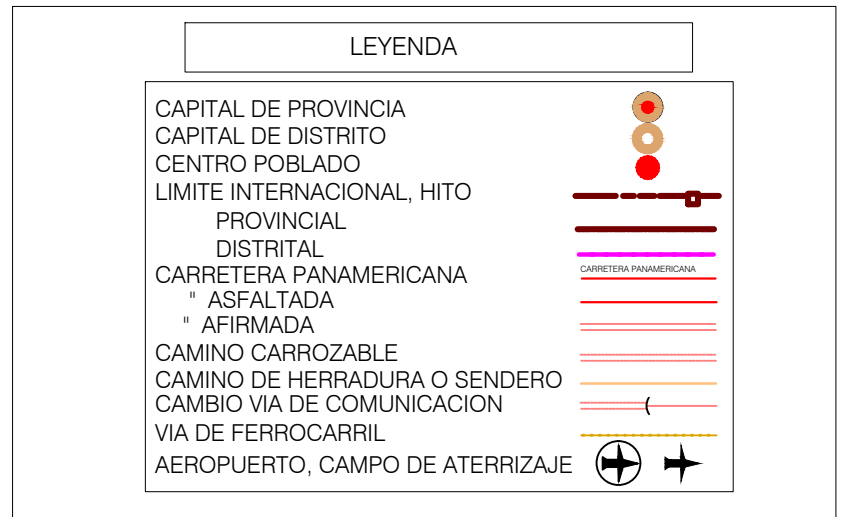 LEYENDA
CAPITAL DE PROVINCIA
CAPITAL DE DISTRITO
CENTRO POBLADO
LIMITE INTERNACIONAL, HITO
PROVINCIAL
DISTRITAL
CARRETERA PANAMERICANA CARRETERA PANAMERICANA
" ASFALTADA
" AFIRMADA
CAMINO CARROZABLE
CAMINO DE HERRADURA O SENDERO
CAMBIO VIA DE COMUNICACION
VIA DE FERROCARRIL
AEROPUERTO, CAMPO DE ATERRIZAJE